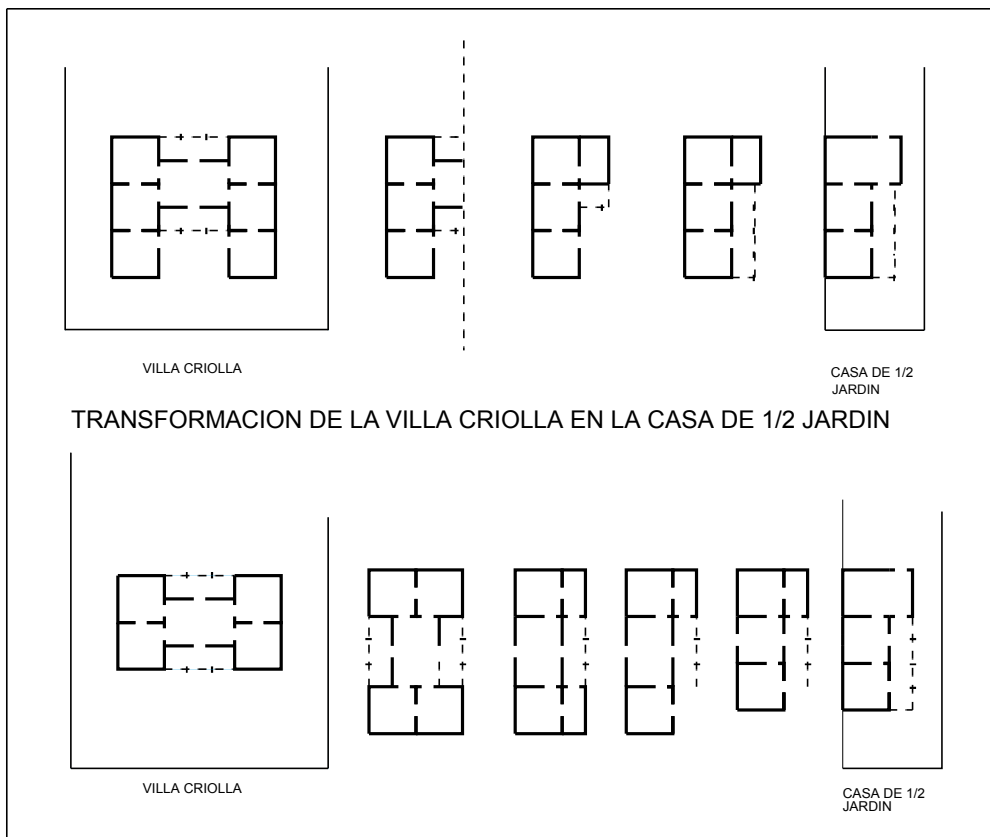 VILLA CRIOLLA
CASA DE 1/2
JARDIN
TRANSFORMACION DE LA VILLA CRIOLLA EN LA CASA DE 1/2 JARDIN
VILLA CRIOLLA
CASA DE 1/2
JARDIN